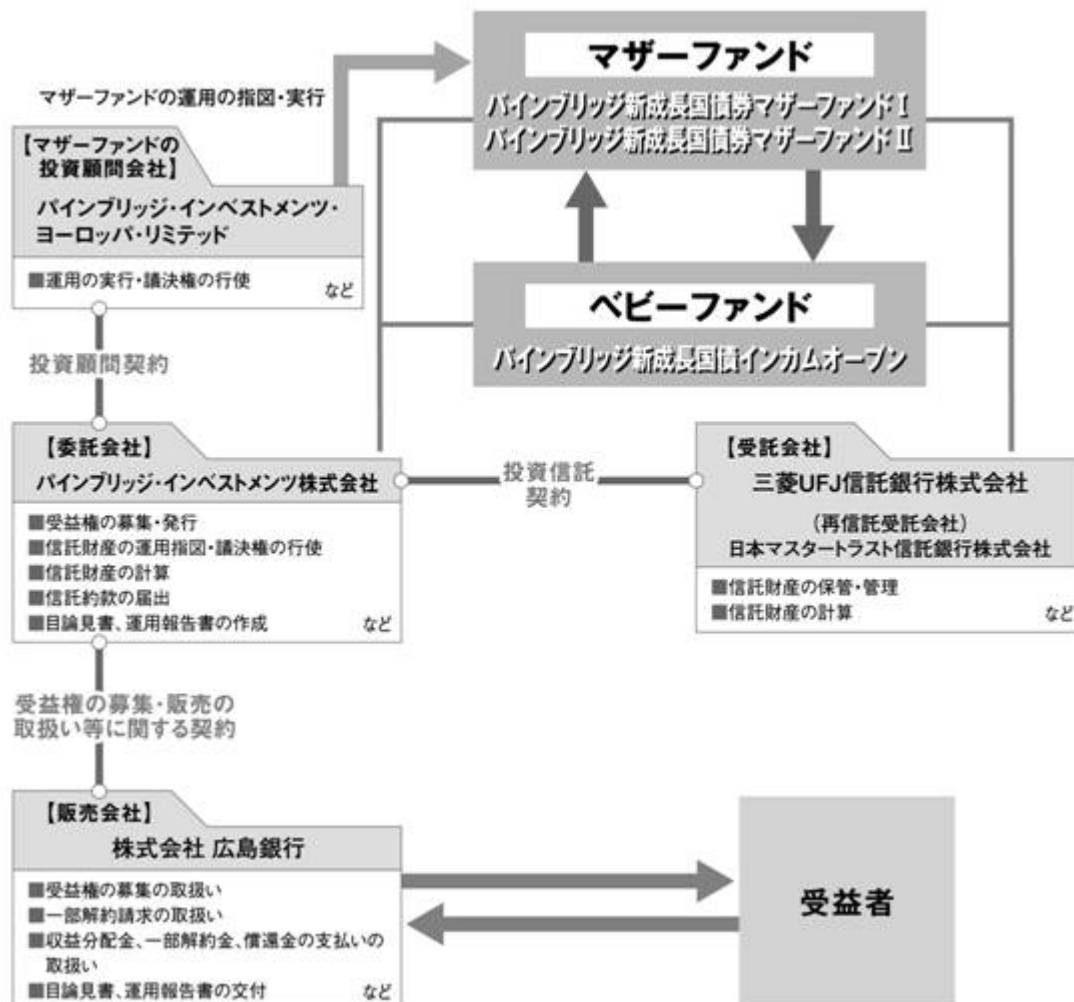 マザーファンド
パインブリッジ新成長国債券マザーファンドⅠ
パインブリッジ新成長国債券マザーファンドⅡ
マザーファンドの運用の指図・実行
【マザーファンドの
投資顧問会社】
パインブリッジ・インベストメンツ・
ヨーロッパ・リミテッド
■運用の実行・議決権の行使
など
ベビーファンド
パインブリッジ新成長国債インカムオープン
投資顧問契約
【委託会社】
パインブリッジ・インベストメンツ株式会社
■受益権の募集・発行
■信託財産の運用指図・議決権の行使
■信託財産の計算
■信託約款の届出
■目論見書、運用報告書の作成 など
投資信託
契約
【受託会社】
三菱UFJ信託銀行株式会社
(再信託受託会社)
日本マスタートラスト信託銀行株式会社
■信託財産の保管・管理
■信託財産の計算 など
受益権の募集・販売の
取扱い等に関する契約
【販売会社】
株式会社 広島銀行
■受益権の募集の取扱い
■一部解約請求の取扱い
■収益分配金、一部解約金、償還金の支払いの
取扱い
■目論見書、運用報告書の交付 など
受益者